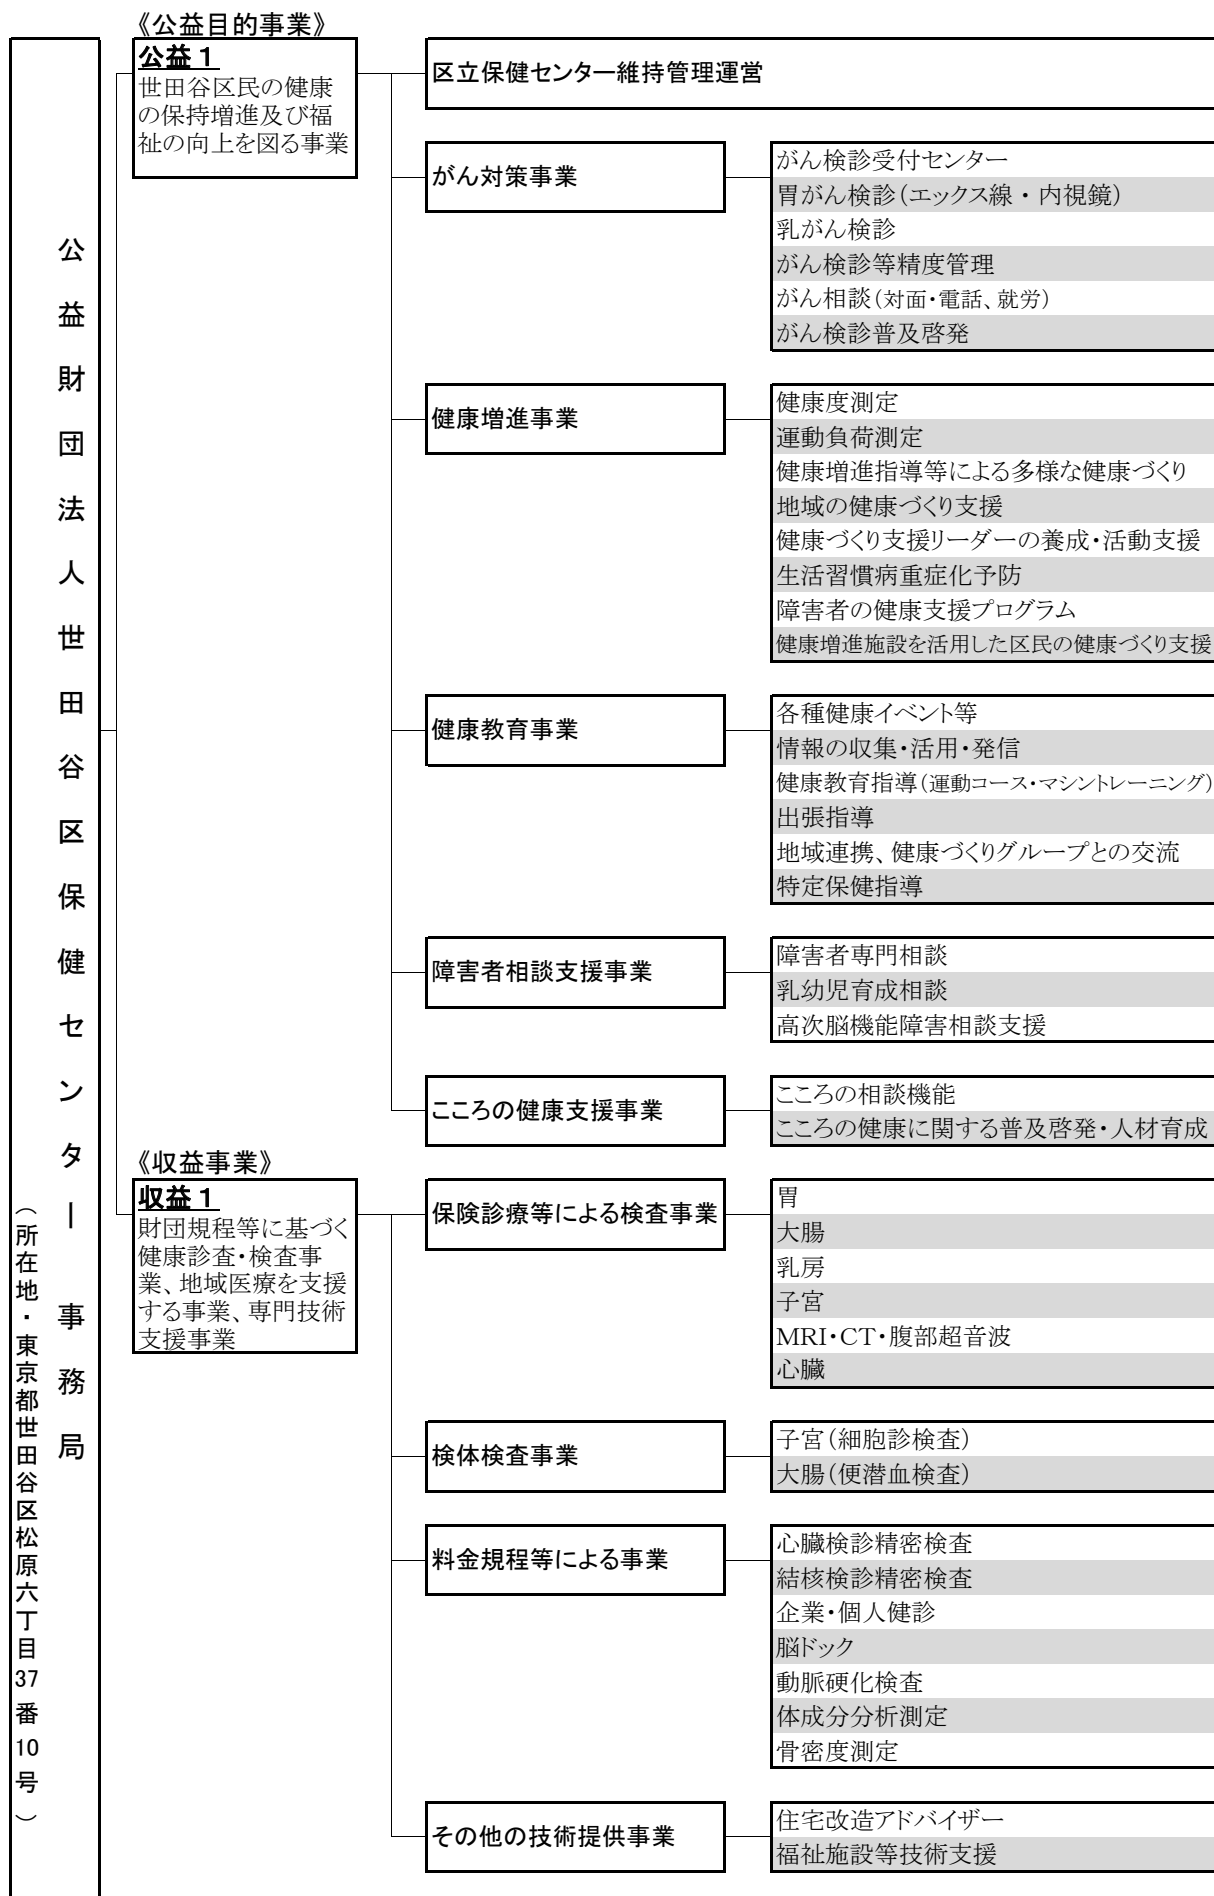 公益財団法人世田谷区保健センター 事務局
（所在地・東京都世田谷区松原六丁目37番10号）
《公益目的事業》
公益1
世田谷区民の健康
の保持増進及び福
祉の向上を図る事業
区立保健センター維持管理運営
がん対策事業
がん検診受付センター
胃がん検診（エックス線・内視鏡）
乳がん検診
がん検診等精度管理
がん相談（対面・電話、就労）
がん検診普及啓発
健康増進事業
健康度測定
運動負荷測定
健康増進指導等による多様な健康づくり
地域の健康づくり支援
健康づくり支援リーダーの養成・活動支援
生活習慣病重症化予防
障害者の健康支援プログラム
健康増進施設を活用した区民の健康づくり支援
健康教育事業
各種健康イベント等
情報の収集・活用・発信
健康教育指導（運動コース・マシントレーニング）
出張指導
地域連携、健康づくりグループとの交流
特定保健指導
障害者相談支援事業
障害者専門相談
乳幼児育成相談
高次脳機能障害相談支援
こころの健康支援事業
こころの相談機能
こころの健康に関する普及啓発・人材育成
《収益事業》
収益1
財団規程等に基づく
健康診査・検査事
業、地域医療を支援
する事業、専門技術
支援事業
保険診療等による検査事業
胃
大腸
乳房
子宮
MRI・CT・腹部超音波
心臓
検体検査事業
子宮（細胞診検査）
大腸（便潜血検査）
料金規程等による事業
心臓検診精密検査
結核検診精密検査
企業・個人健診
脳ドック
動脈硬化検査
体成分分析測定
骨密度測定
その他の技術提供事業
住宅改造アドバイザー
福祉施設等技術支援